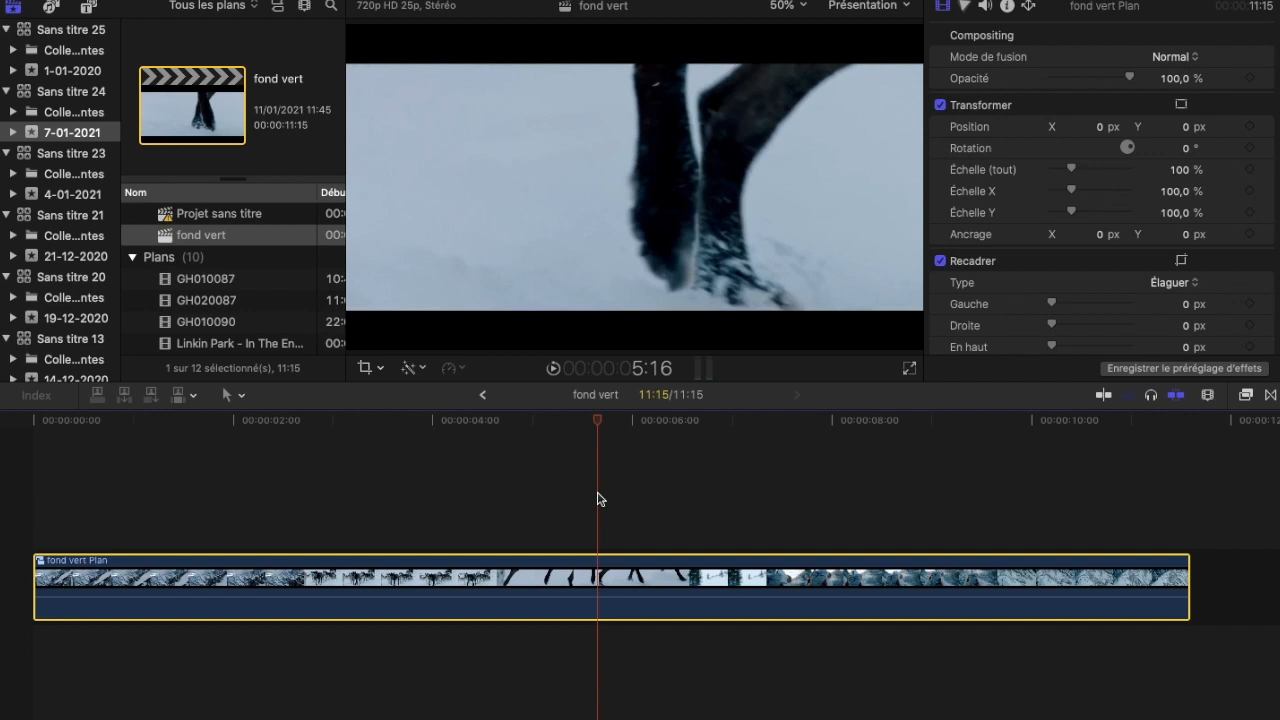 Tous les plans
Sans titre 25
Colle...ntes
1-01-2020
Sans titre 24
Colle...ntes
7-01-2021
Sans titre 23
Colle...ntes
4-01-2021
Sans titre 21
Colle...ntes
21-12-2020
Sans titre 20
Colle...ntes
19-12-2020
Sans titre 13
Colle...ntes
14-12-2020
fond vert
11/01/2021 11:45
00:00:11:15
Nom Débu
Projet sans titre 00:
fond vert 00:
Plans (10)
GH010087 10:
GH020087 11:
GH010090 22:
Linkin Park - In The En... 00:
1 sur 12 sélectionné(s), 11:15
720p HD 25p, Stéréo fond vert 50% Présentation
00:00:05:16
fond vert Plan 00:00:11:15
Compositing
Mode de fusion Normal
Opacité 100,0 %
Transformer
Position X 0 px Y 0 px
Rotation 0 °
Échelle (tout) 100 %
Échelle X 100,0 %
Échelle Y 100,0 %
Ancrage X 0 px Y 0 px
Recadrer
Type Élaguer
Gauche 0 px
Droite 0 px
En haut 0 px
Enregistrer le préréglage d'effets
Index fond vert 11:15/11:15
00:00:00:00 00:00:02:00 00:00:04:00 00:00:06:00 00:00:08:00 00:00:10:00 00:00:12
fond vert Plan